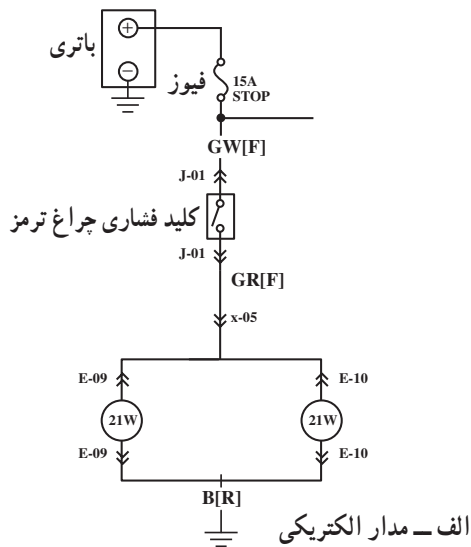 +
باتری
−
فیوز
15A
STOP
GW[F]
J-01
کلید فشاری چراغ ترمز
J-01
GR[F]
x-05
E-09
E-10
21W
21W
E-09
E-10
B[R]
الف ــ مدار الکتریکی